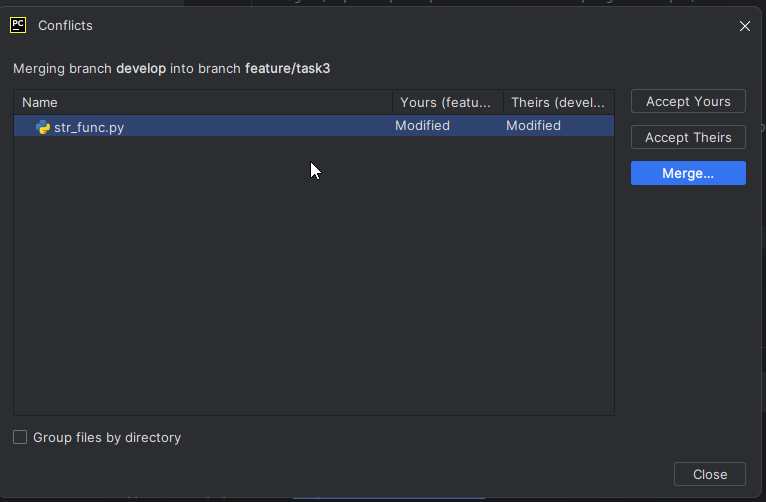 PC Conflicts
Merging branch develop into branch feature/task3
Name Yours (featu... Theirs (devel...
str_func.py Modified Modified
Accept Yours
Accept Theirs
Merge...
Group files by directory
Close